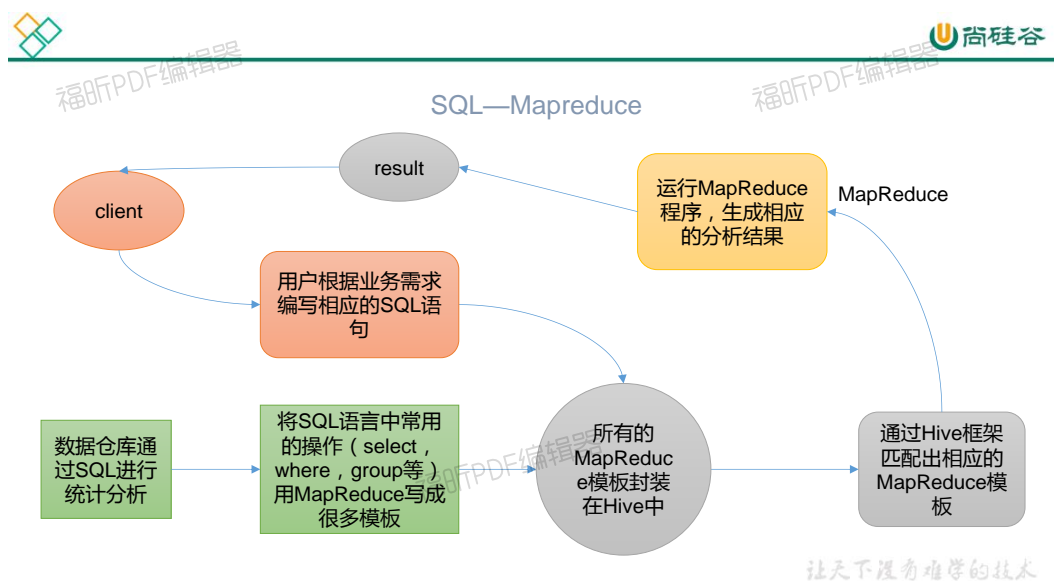 尚硅谷
福昕PDF编辑器
福昕PDF编辑器
SQL—Mapreduce
result
client
运行MapReduce
程序，生成相应
的分析结果
MapReduce
用户根据业务需求
编写相应的SQL语
句
数据仓库通
过SQL进行
统计分析
将SQL语言中常用
的操作（select，
where，group等）
用MapReduce写成
很多模板
福昕PDF编辑器
所有的
MapReduc
e模板封装
在Hive中
通过Hive框架
匹配出相应的
MapReduce模
板
让天下没有难学的技术